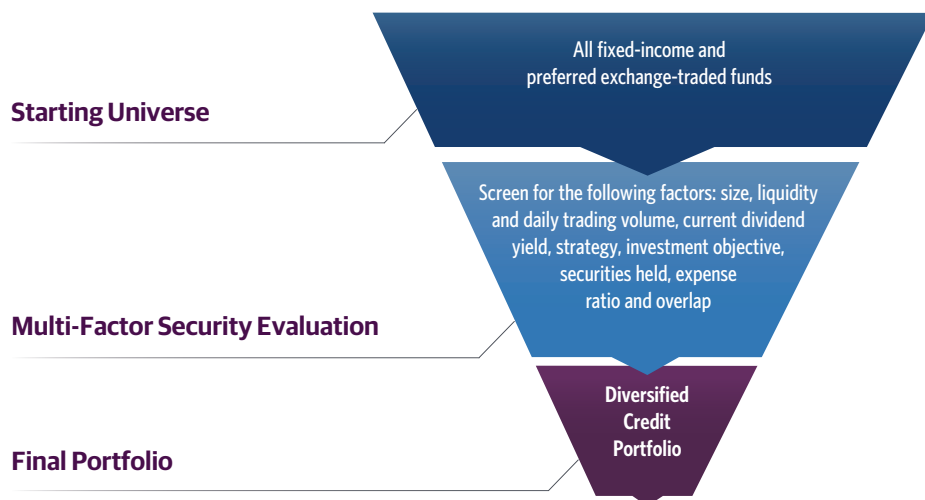 All fixed-income and
preferred exchange-traded funds
Starting Universe
Screen for the following factors: size, liquidity
and daily trading volume, current dividend
yield, strategy, investment objective,
securities held, expense
ratio and overlap
Multi-Factor Security Evaluation
Diversified
Credit
Portfolio
Final Portfolio